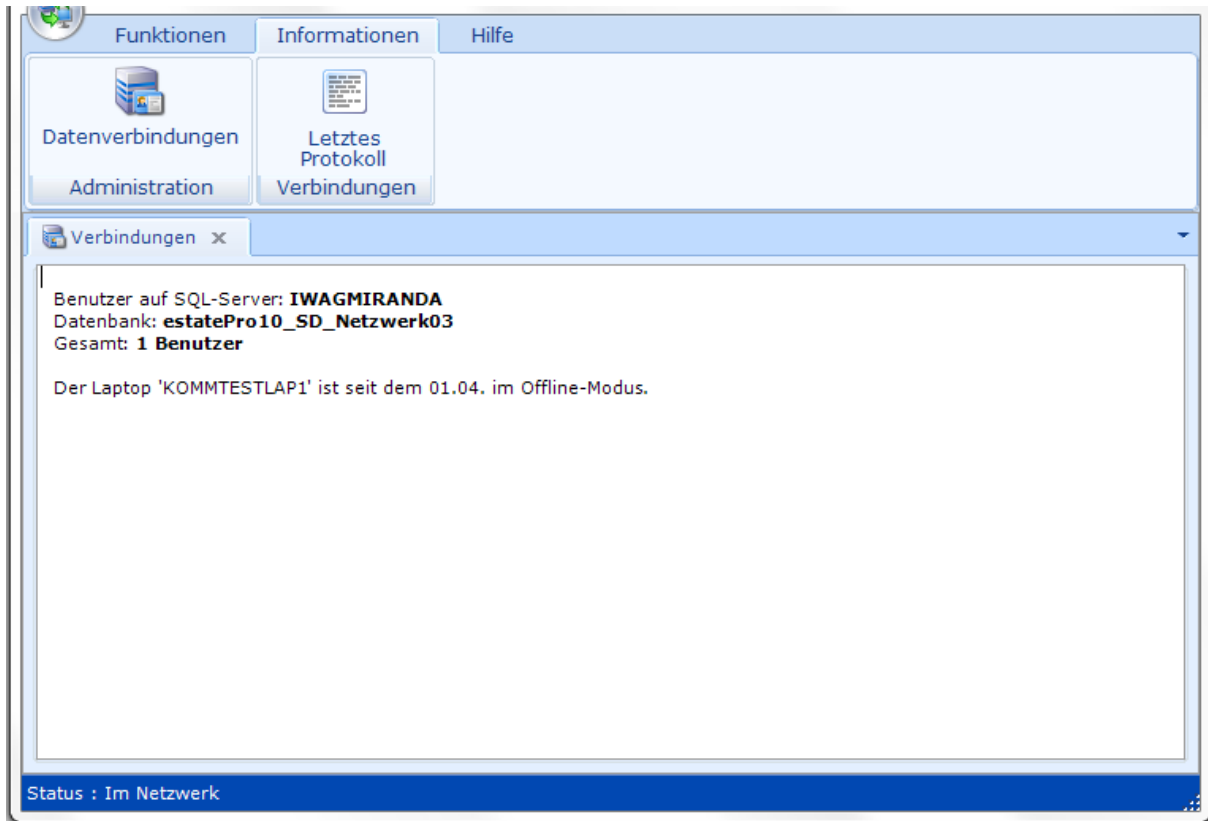 Funktionen Informationen Hilfe
Datenverbindungen
Letztes
Protokoll
Administration Verbindungen
Verbindungen
Benutzer auf SQL-Server: IWAGMIRANDA
Datenbank: estatePro10_SD_Netzwerk03
Gesamt: 1 Benutzer
Der Laptop 'KOMMTESTLAP1' ist seit dem 01.04. im Offline-Modus.
Status : Im Netzwerk